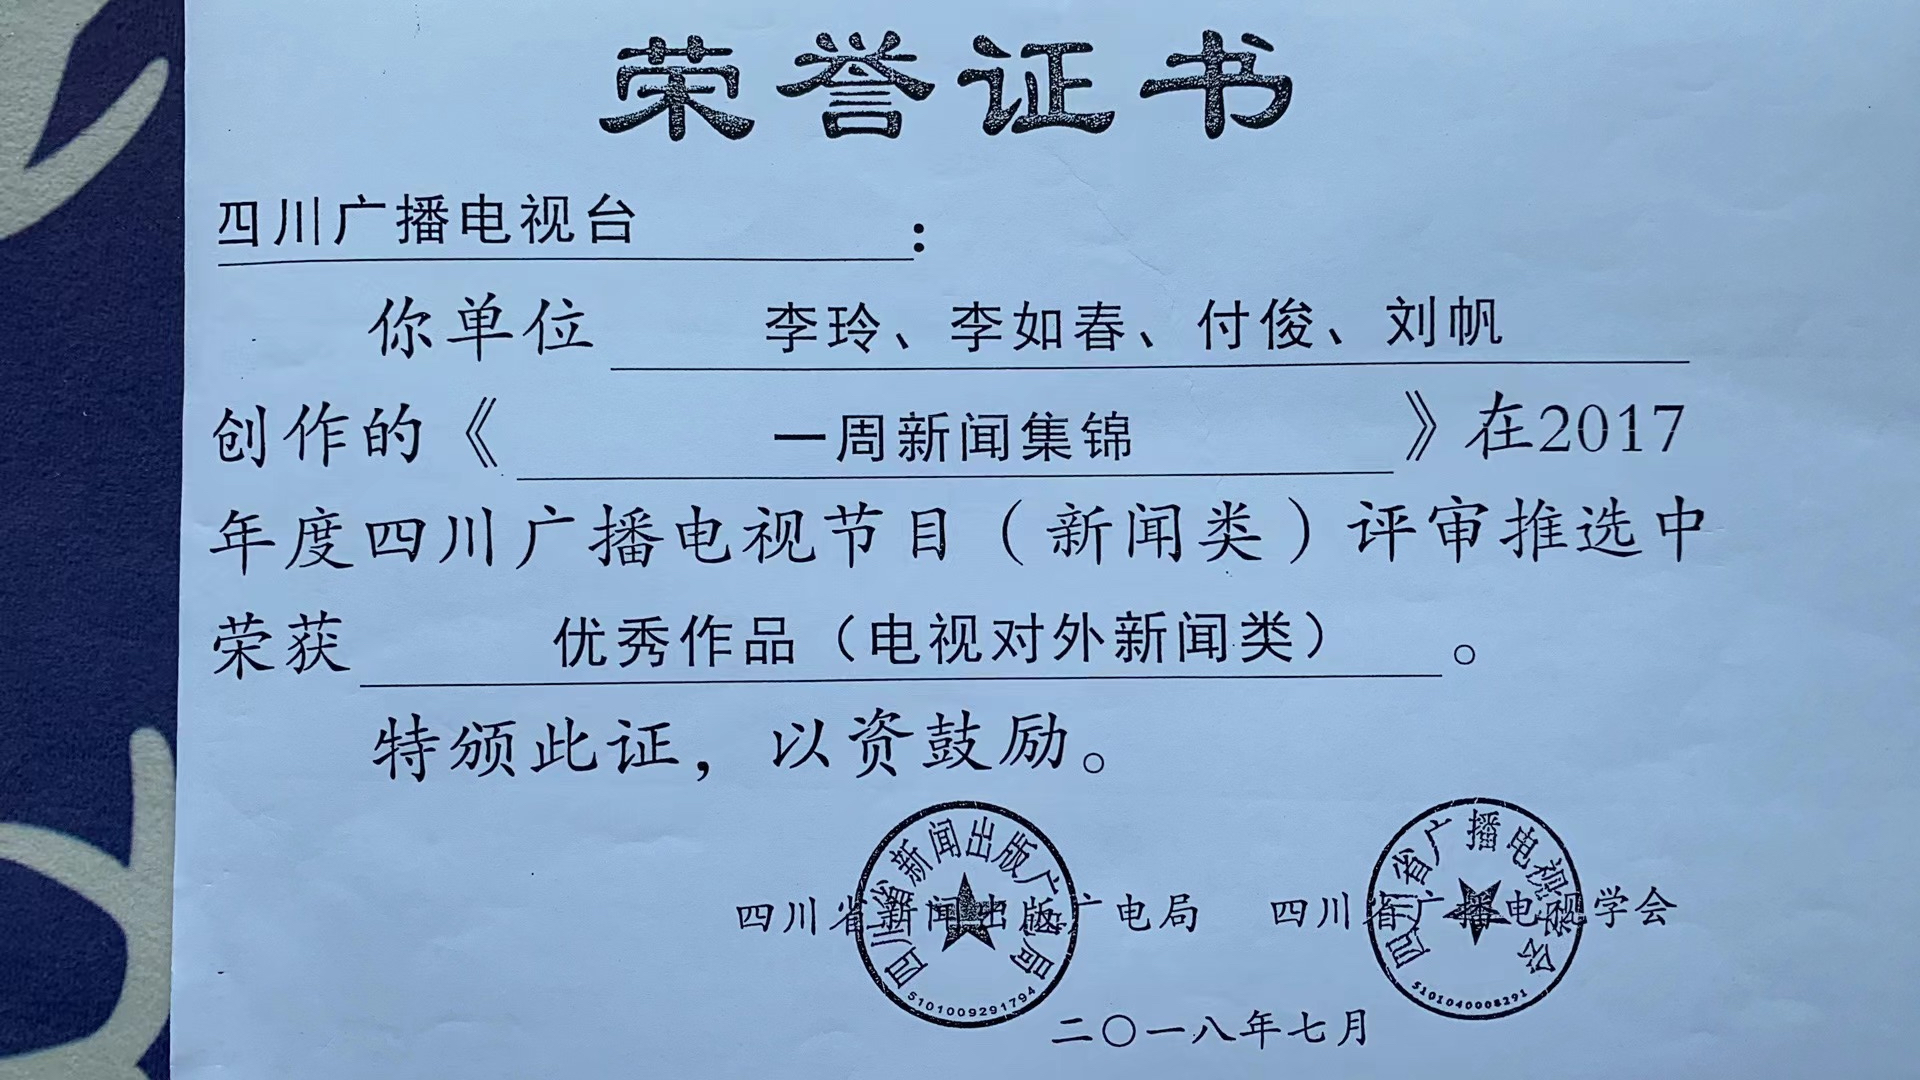 荣誉证书
四川广播电视台：
你单位 李玲、李如春、付俊、刘帆
创作的《 一周新闻集锦 》在2017
年度四川广播电视节目（新闻类）评审推选中
荣获 优秀作品（电视对外新闻类） 。
特颁此证，以资鼓励。
四川省新闻出版广电局 四川省广播电视学会
四川省新闻出版广电局
5101009291794
四川省广播电视学会
5101040008291
二〇一八年七月